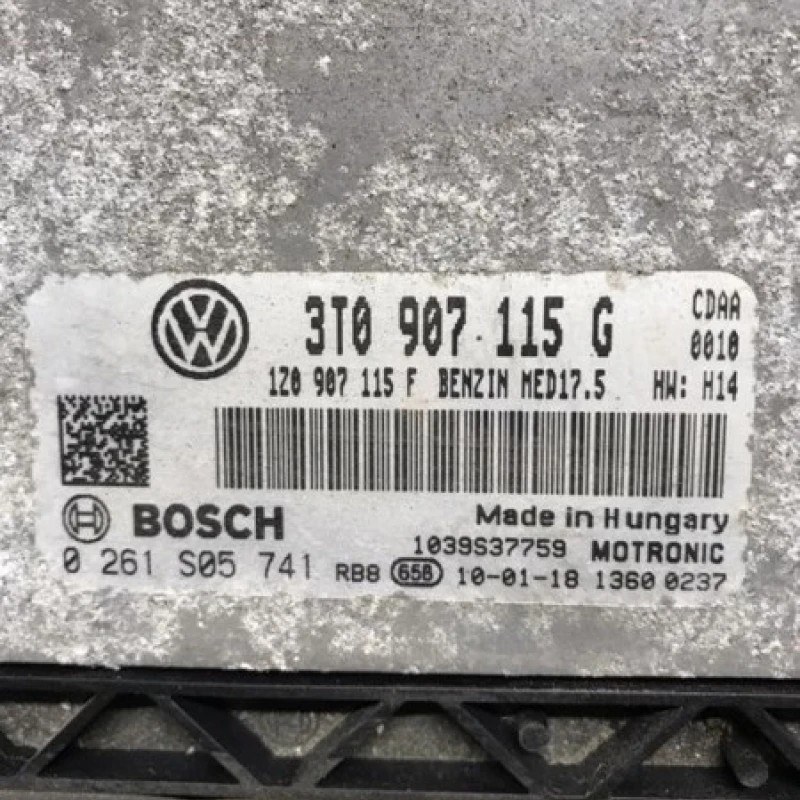 3T0 907 115 G CDAA
0010
1Z0 907 115 F BENZIN MED17.5 HW: H14
BOSCH Made in Hungary
1039S37759 MOTRONIC
0 261 S05 741 RB8 658 10-01-18 1360 0237